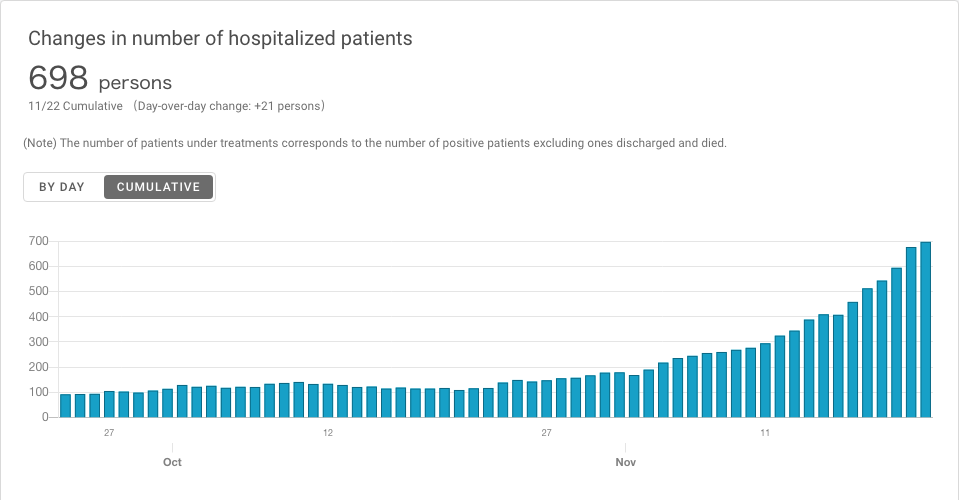 Changes in number of hospitalized patients
698 persons
11/22 Cumulative （Day-over-day change: +21 persons）
(Note) The number of patients under treatments corresponds to the number of positive patients excluding ones discharged and died.
BY DAY CUMULATIVE
700
600
500
400
300
200
100
0
27 12 27 11
Oct Nov